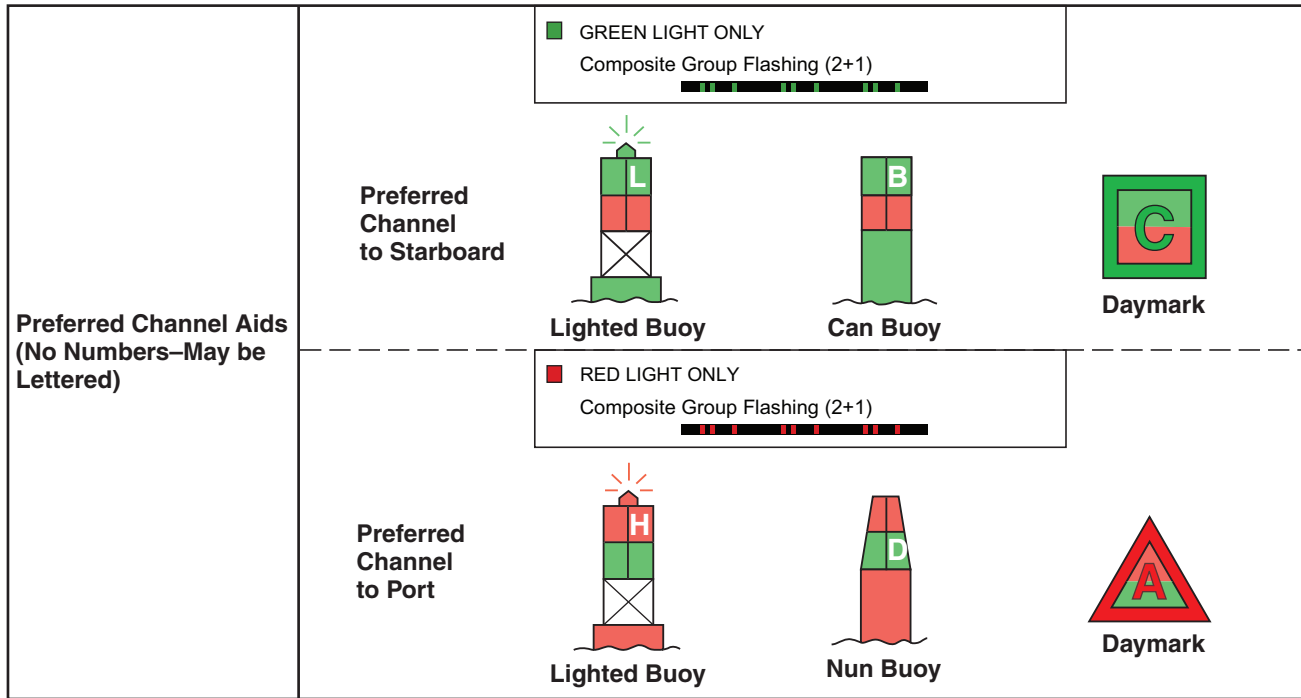 GREEN LIGHT ONLY
Composite Group Flashing (2+1)
Preferred
Channel
to Starboard
L
B
C
Lighted Buoy
Can Buoy
Daymark
Preferred Channel Aids
(No Numbers–May be
Lettered)
RED LIGHT ONLY
Composite Group Flashing (2+1)
Preferred
Channel
to Port
H
D
A
Lighted Buoy
Nun Buoy
Daymark